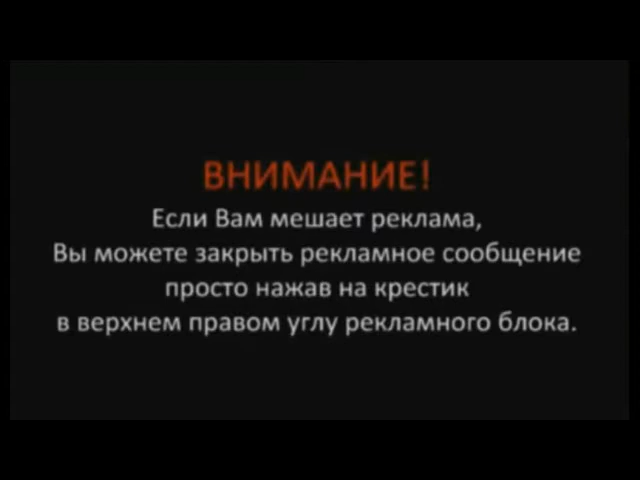 ВНИМАНИЕ!
Если Вам мешает реклама,
Вы можете закрыть рекламное сообщение
просто нажав на крестик
в верхнем правом углу рекламного блока.